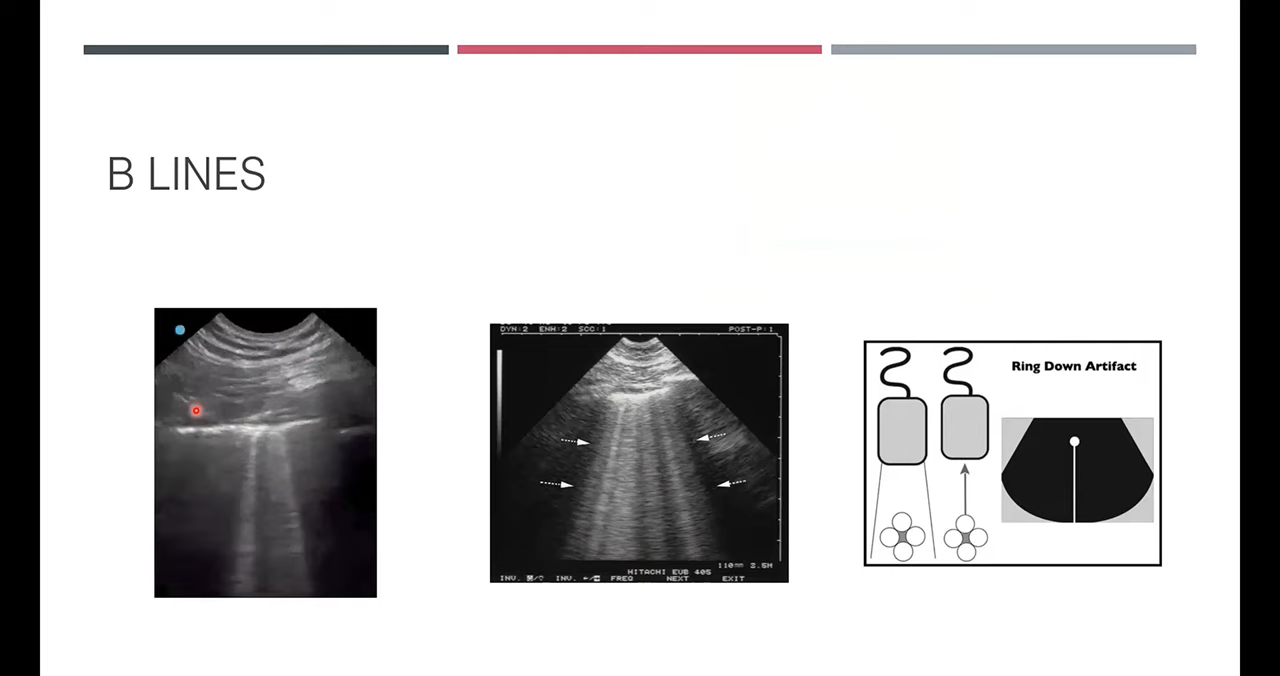 B LINES
DYN:2 ENH:2 SCC:1 POST-P:1
110mm 3.5M
HITACHI EUB 405
FREQ NEXT EXIT
Ring Down Artifact